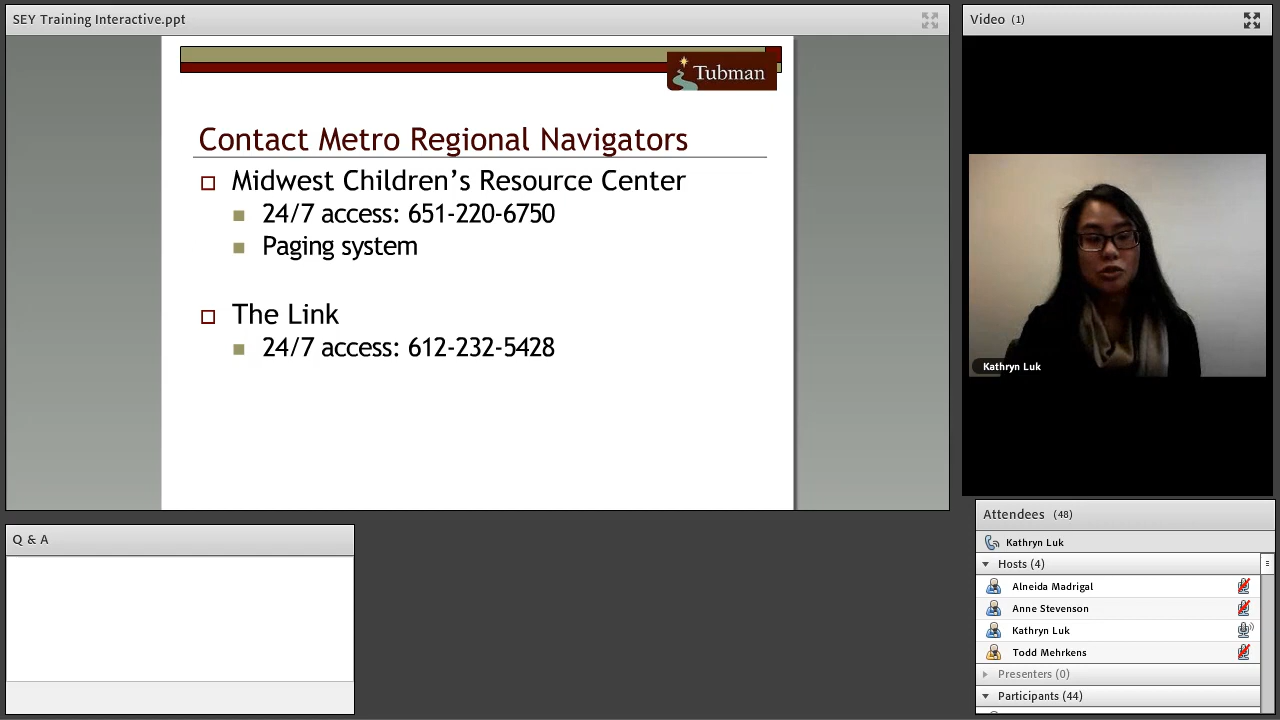 SEY Training Interactive.ppt
Tubman
Contact Metro Regional Navigators
Midwest Children’s Resource Center
24/7 access: 651-220-6750
Paging system
The Link
24/7 access: 612-232-5428
Q & A
Video (1)
Kathryn Luk
Attendees (48)
Kathryn Luk
Hosts (4)
Alneida Madrigal
Anne Stevenson
Kathryn Luk
Todd Mehrkens
Presenters (0)
Participants (44)